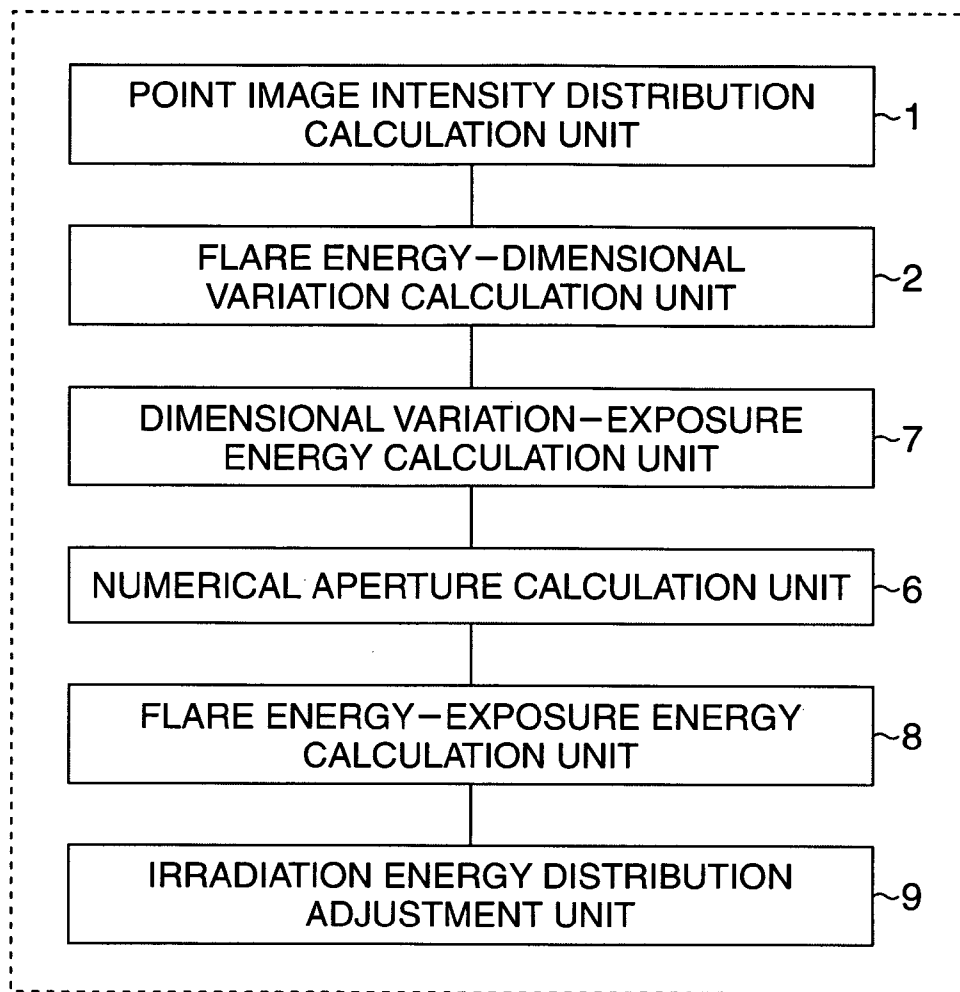 POINT IMAGE INTENSITY DISTRIBUTION
CALCULATION UNIT
~1
FLARE ENERGY–DIMENSIONAL
VARIATION CALCULATION UNIT
~2
DIMENSIONAL VARIATION–EXPOSURE
ENERGY CALCULATION UNIT
~7
NUMERICAL APERTURE CALCULATION UNIT
~6
FLARE ENERGY–EXPOSURE ENERGY
CALCULATION UNIT
~8
IRRADIATION ENERGY DISTRIBUTION
ADJUSTMENT UNIT
~9